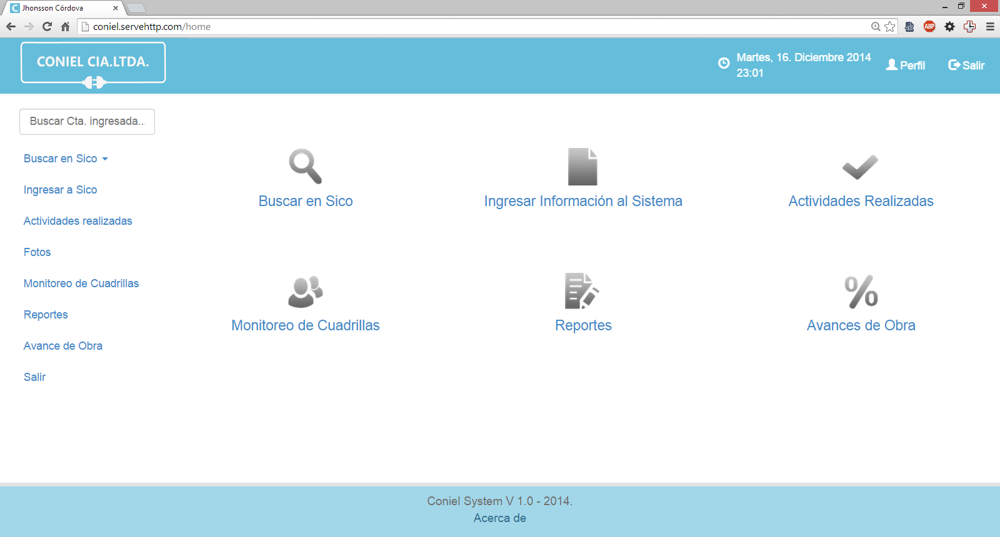 Jhonsson Córdova
coniel.servehttp.com/home
ABP
CONIEL CIA.LTDA.
Martes, 16. Diciembre 2014
23:01
Perfil
Salir
Buscar Cta. ingresada..
Buscar en Sico
Ingresar a Sico
Actividades realizadas
Fotos
Monitoreo de Cuadrillas
Reportes
Avance de Obra
Salir
Buscar en Sico
Ingresar Información al Sistema
Actividades Realizadas
Monitoreo de Cuadrillas
Reportes
Avances de Obra
Coniel System V 1.0 - 2014.
Acerca de